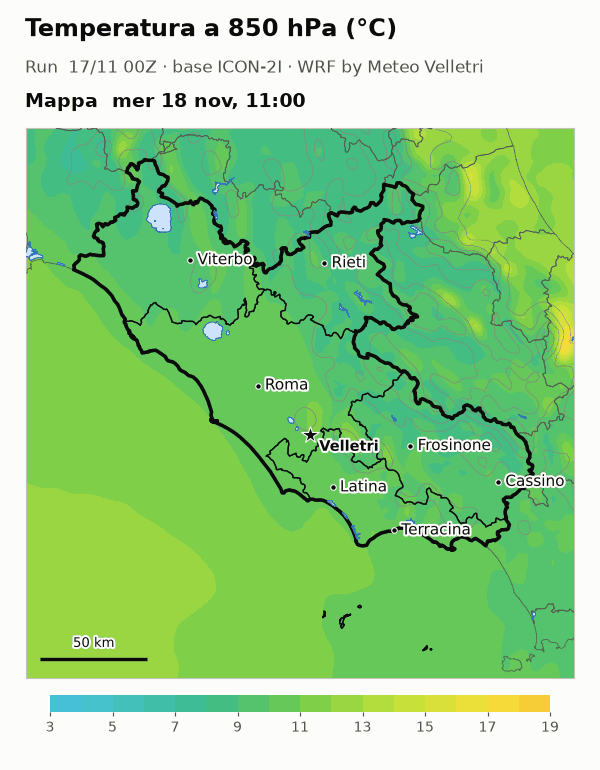 Temperatura a 850 hPa (°C)
Run  17/11 00Z · base ICON-2I · WRF by Meteo Velletri
Mappa  mer 18 nov, 11:00
Viterbo
Rieti
Roma
Velletri
Frosinone
Latina
Cassino
Terracina
50 km
3 5 7 9 11 13 15 17 19